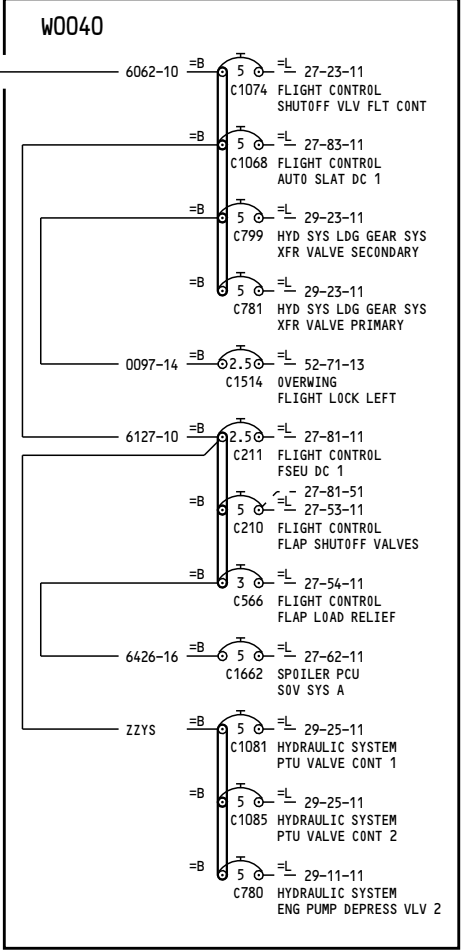 W0040
6062-10 =B 5 =L 27-23-11
C1074 FLIGHT CONTROL
SHUTOFF VLV FLT CONT
=B 5 =L 27-83-11
C1068 FLIGHT CONTROL
AUTO SLAT DC 1
=B 5 =L 29-23-11
C799 HYD SYS LDG GEAR SYS
XFR VALVE SECONDARY
=B 5 =L 29-23-11
C781 HYD SYS LDG GEAR SYS
XFR VALVE PRIMARY
0097-14 =B 2.5 =L 52-71-13
C1514 OVERWING
FLIGHT LOCK LEFT
6127-10 =B 2.5 =L 27-81-11
C211 FLIGHT CONTROL
FSEU DC 1
27-81-51
=B 5 =L 27-53-11
C210 FLIGHT CONTROL
FLAP SHUTOFF VALVES
=B 3 =L 27-54-11
C566 FLIGHT CONTROL
FLAP LOAD RELIEF
6426-16 =B 5 =L 27-62-11
C1662 SPOILER PCU
SOV SYS A
ZZYS =B 5 =L 29-25-11
C1081 HYDRAULIC SYSTEM
PTU VALVE CONT 1
=B 5 =L 29-25-11
C1085 HYDRAULIC SYSTEM
PTU VALVE CONT 2
=B 5 =L 29-11-11
C780 HYDRAULIC SYSTEM
ENG PUMP DEPRESS VLV 2